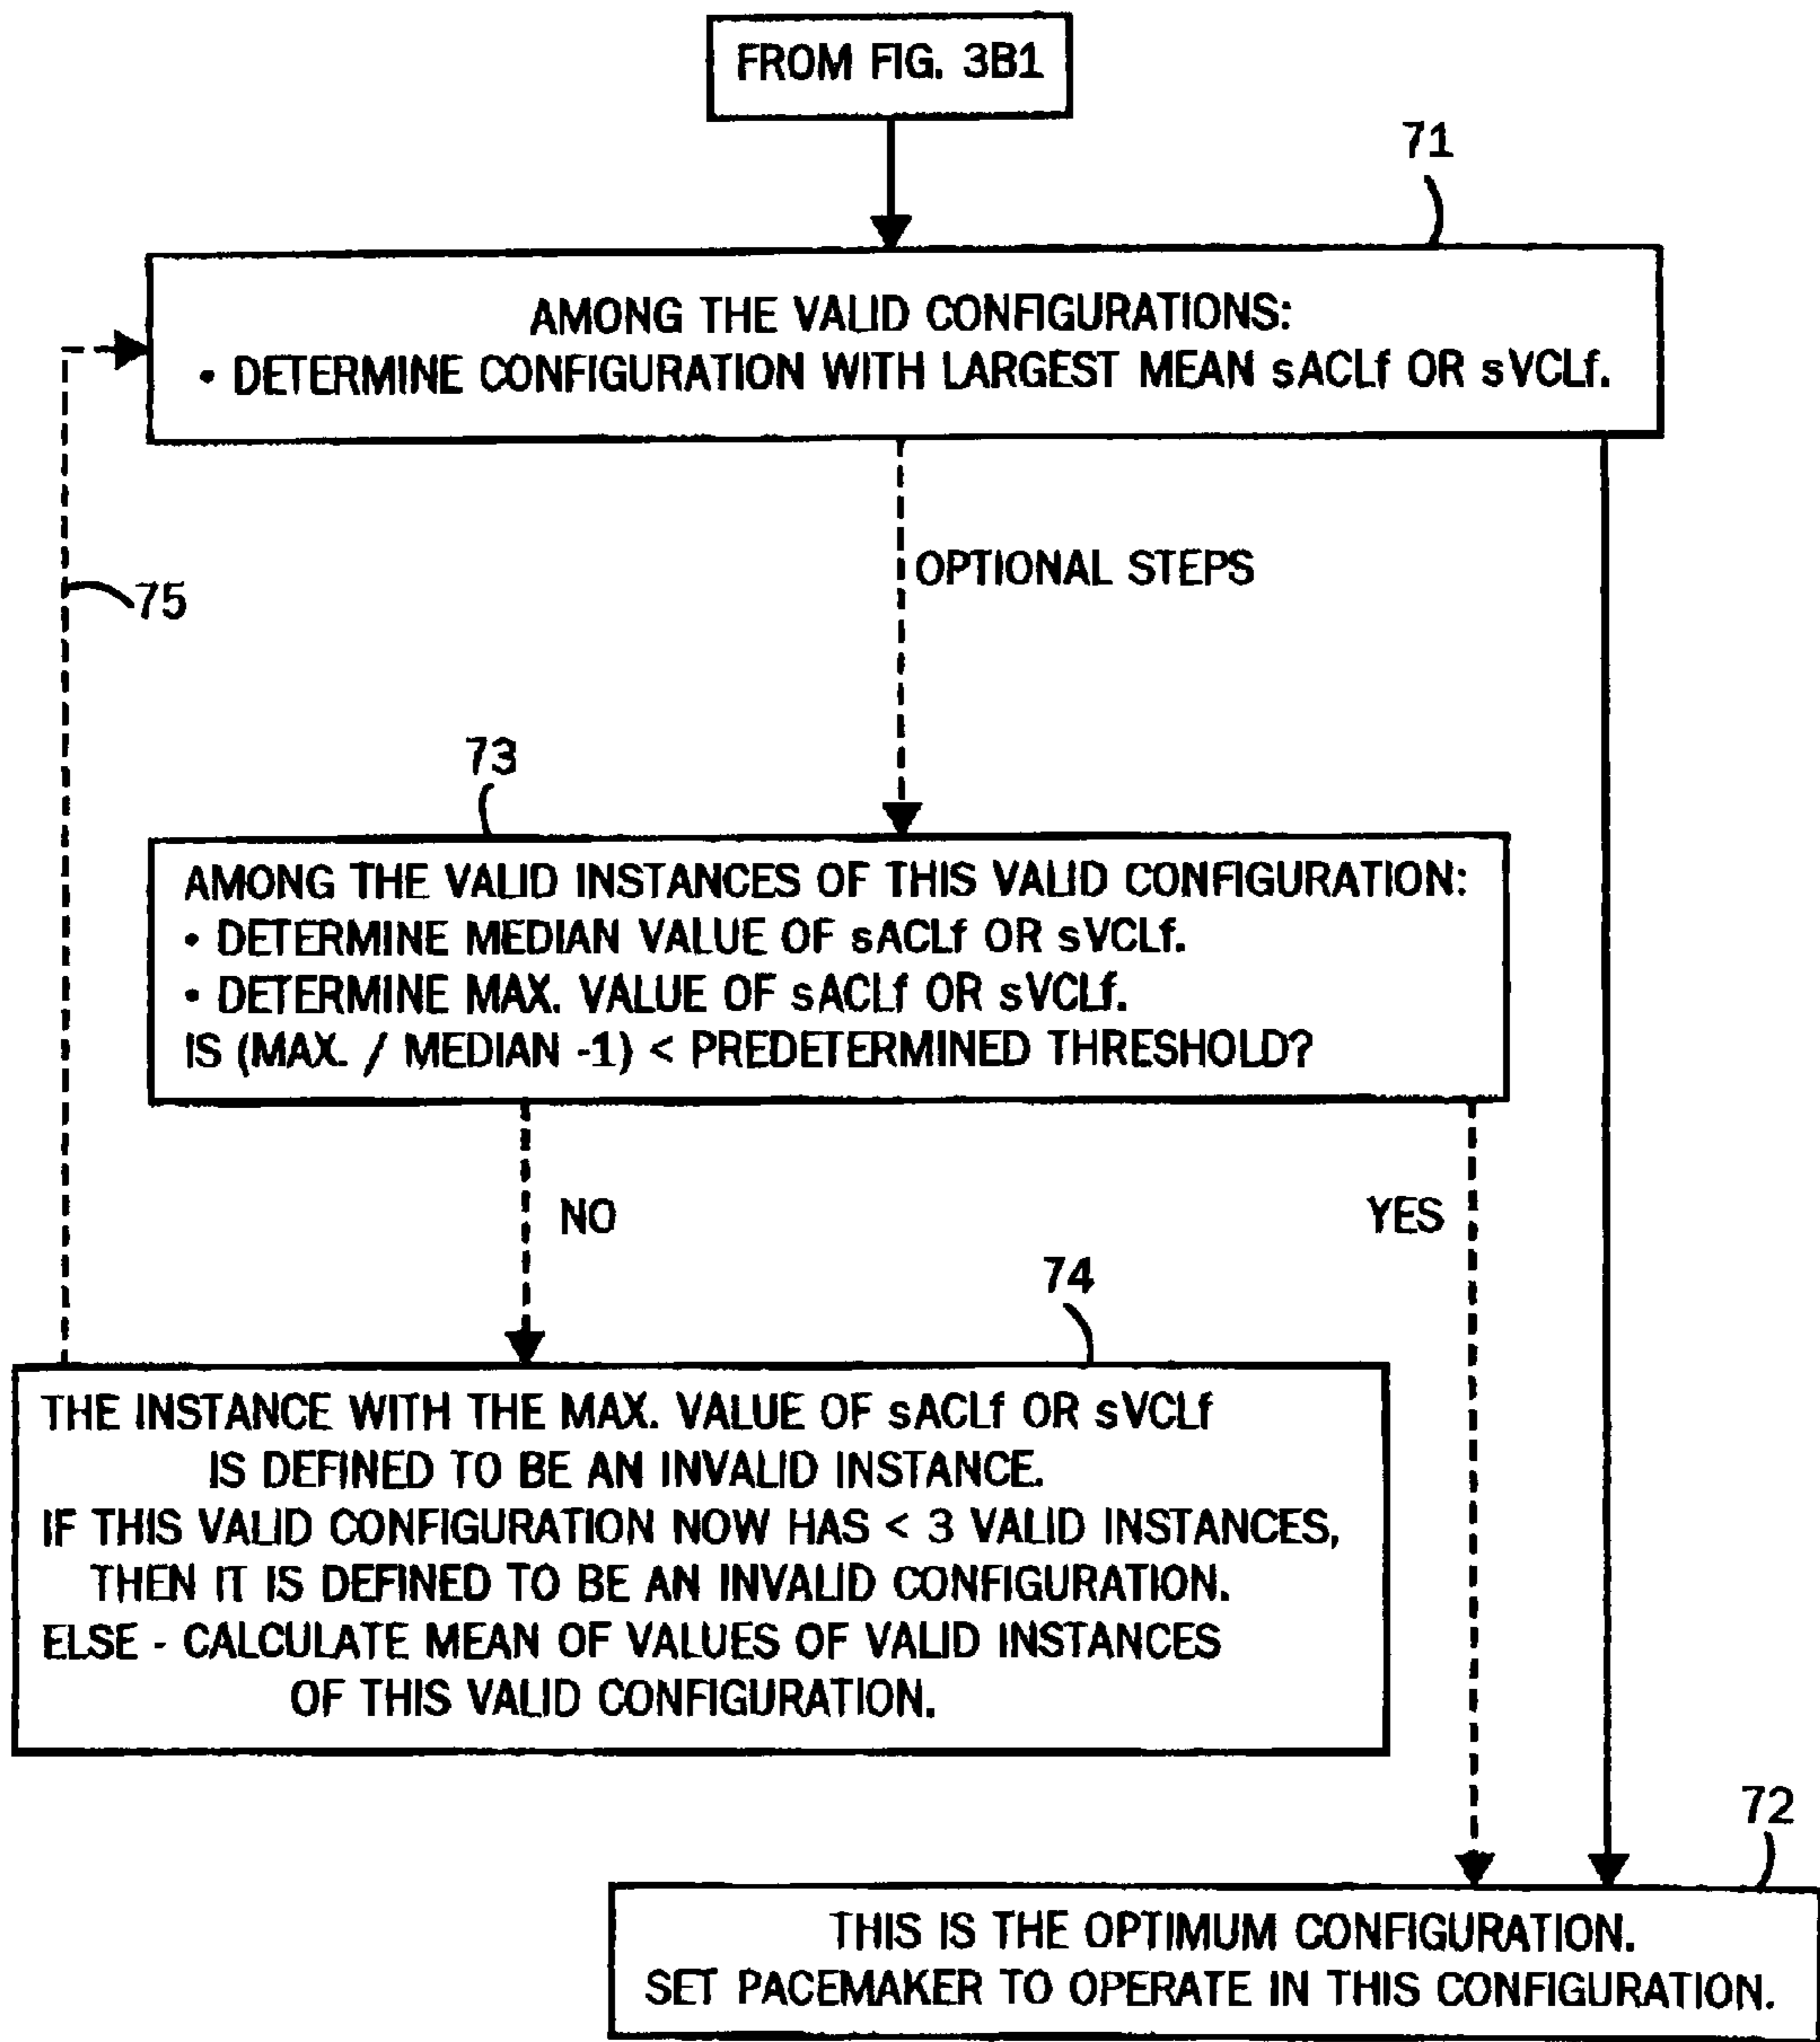 FROM FIG. 3B1
71
AMONG THE VALID CONFIGURATIONS:
• DETERMINE CONFIGURATION WITH LARGEST MEAN sACLf OR sVCLf.
OPTIONAL STEPS
75
73
AMONG THE VALID INSTANCES OF THIS VALID CONFIGURATION:
• DETERMINE MEDIAN VALUE OF sACLf OR sVCLf.
• DETERMINE MAX. VALUE OF sACLf OR sVCLf.
IS (MAX. / MEDIAN -1) < PREDETERMINED THRESHOLD?
NO
YES
74
THE INSTANCE WITH THE MAX. VALUE OF sACLf OR sVCLf
IS DEFINED TO BE AN INVALID INSTANCE.
IF THIS VALID CONFIGURATION NOW HAS < 3 VALID INSTANCES,
THEN IT IS DEFINED TO BE AN INVALID CONFIGURATION.
ELSE - CALCULATE MEAN OF VALUES OF VALID INSTANCES
OF THIS VALID CONFIGURATION.
72
THIS IS THE OPTIMUM CONFIGURATION.
SET PACEMAKER TO OPERATE IN THIS CONFIGURATION.